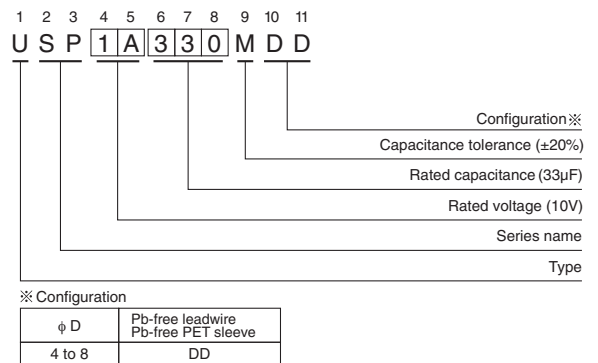 1 2 3 4 5 6 7 8 9 10 11
U S P 1 A 3 3 0 M D D
Configuration※
Capacitance tolerance (±20%)
Rated capacitance (33µF)
Rated voltage (10V)
Series name
Type
※ Configuration
ϕ D
Pb-free leadwire
Pb-free PET sleeve
4 to 8
DD